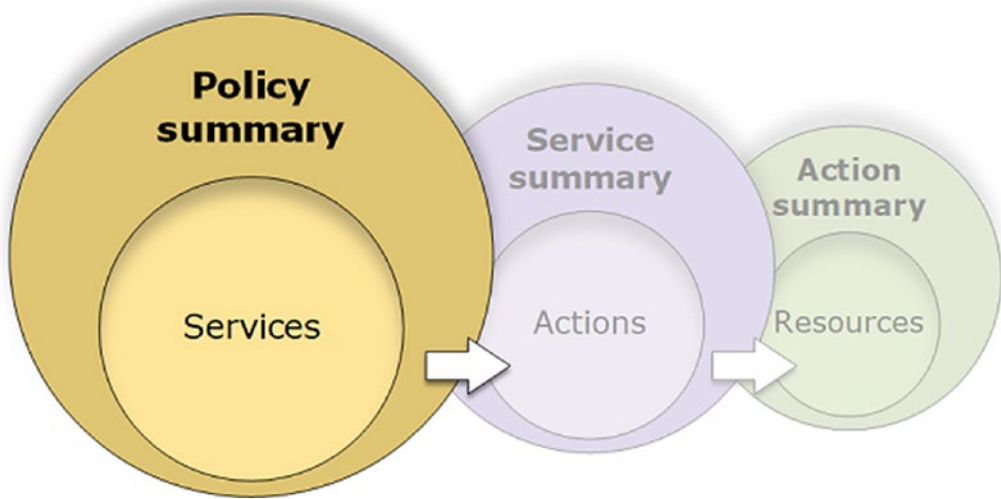 Policy
summary
Services
Service
summary
Actions
Action
summary
Resources